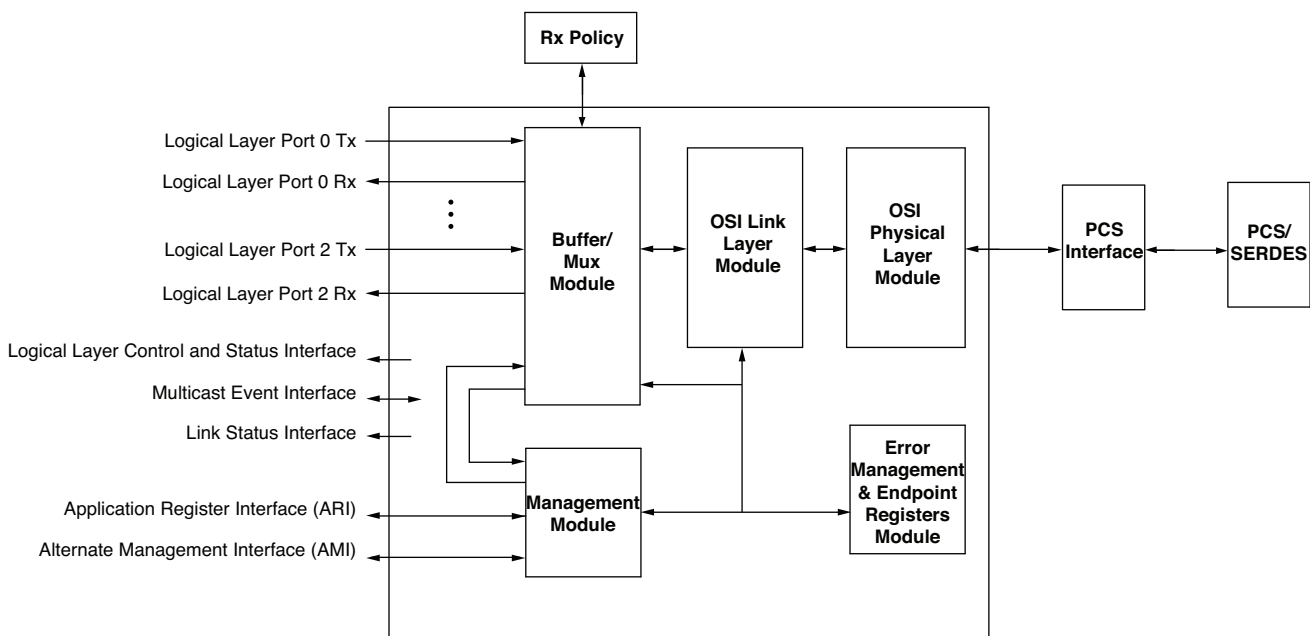 Rx Policy
Logical Layer Port 0 Tx
Logical Layer Port 0 Rx
Logical Layer Port 2 Tx
Logical Layer Port 2 Rx
Logical Layer Control and Status Interface
Multicast Event Interface
Link Status Interface
Application Register Interface (ARI)
Alternate Management Interface (AMI)
Buffer/
Mux
Module
OSI Link
Layer
Module
OSI
Physical
Layer
Module
PCS
Interface
PCS/
SERDES
Management
Module
Error
Management
& Endpoint
Registers
Module